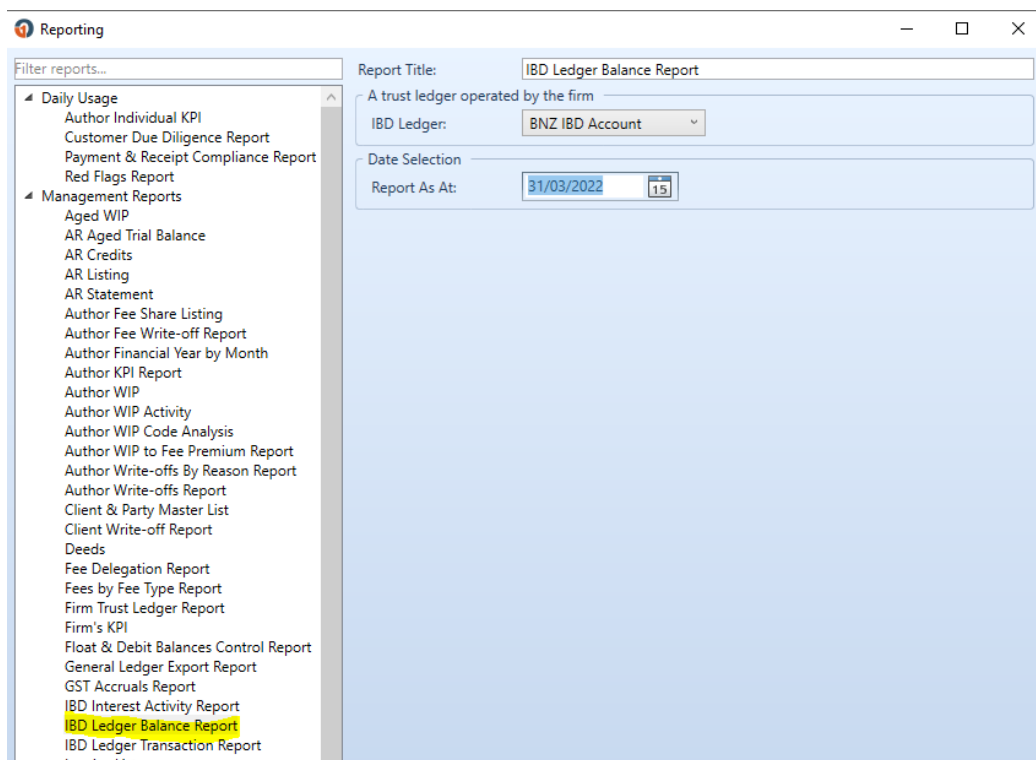 Reporting
Filter reports...
Daily Usage
Author Individual KPI
Customer Due Diligence Report
Payment & Receipt Compliance Report
Red Flags Report
Management Reports
Aged WIP
AR Aged Trial Balance
AR Credits
AR Listing
AR Statement
Author Fee Share Listing
Author Fee Write-off Report
Author Financial Year by Month
Author KPI Report
Author WIP
Author WIP Activity
Author WIP Code Analysis
Author WIP to Fee Premium Report
Author Write-offs By Reason Report
Author Write-offs Report
Client & Party Master List
Client Write-off Report
Deeds
Fee Delegation Report
Fees by Fee Type Report
Firm Trust Ledger Report
Firm's KPI
Float & Debit Balances Control Report
General Ledger Export Report
GST Accruals Report
IBD Interest Activity Report
IBD Ledger Balance Report
IBD Ledger Transaction Report
Report Title: IBD Ledger Balance Report
A trust ledger operated by the firm
IBD Ledger: BNZ IBD Account
Date Selection
Report As At: 31/03/2022 15